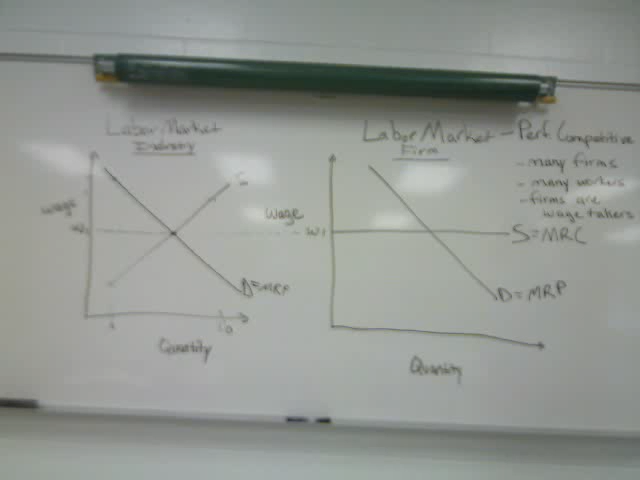 Labor Market
Industry
Wage
W1
S
D=MRP
Quantity
Labor Market - Perf. Competitive
Firm
- many firms
- many workers
- firms are
wage takers
Wage
W1
S=MRC
D=MRP
Quantity